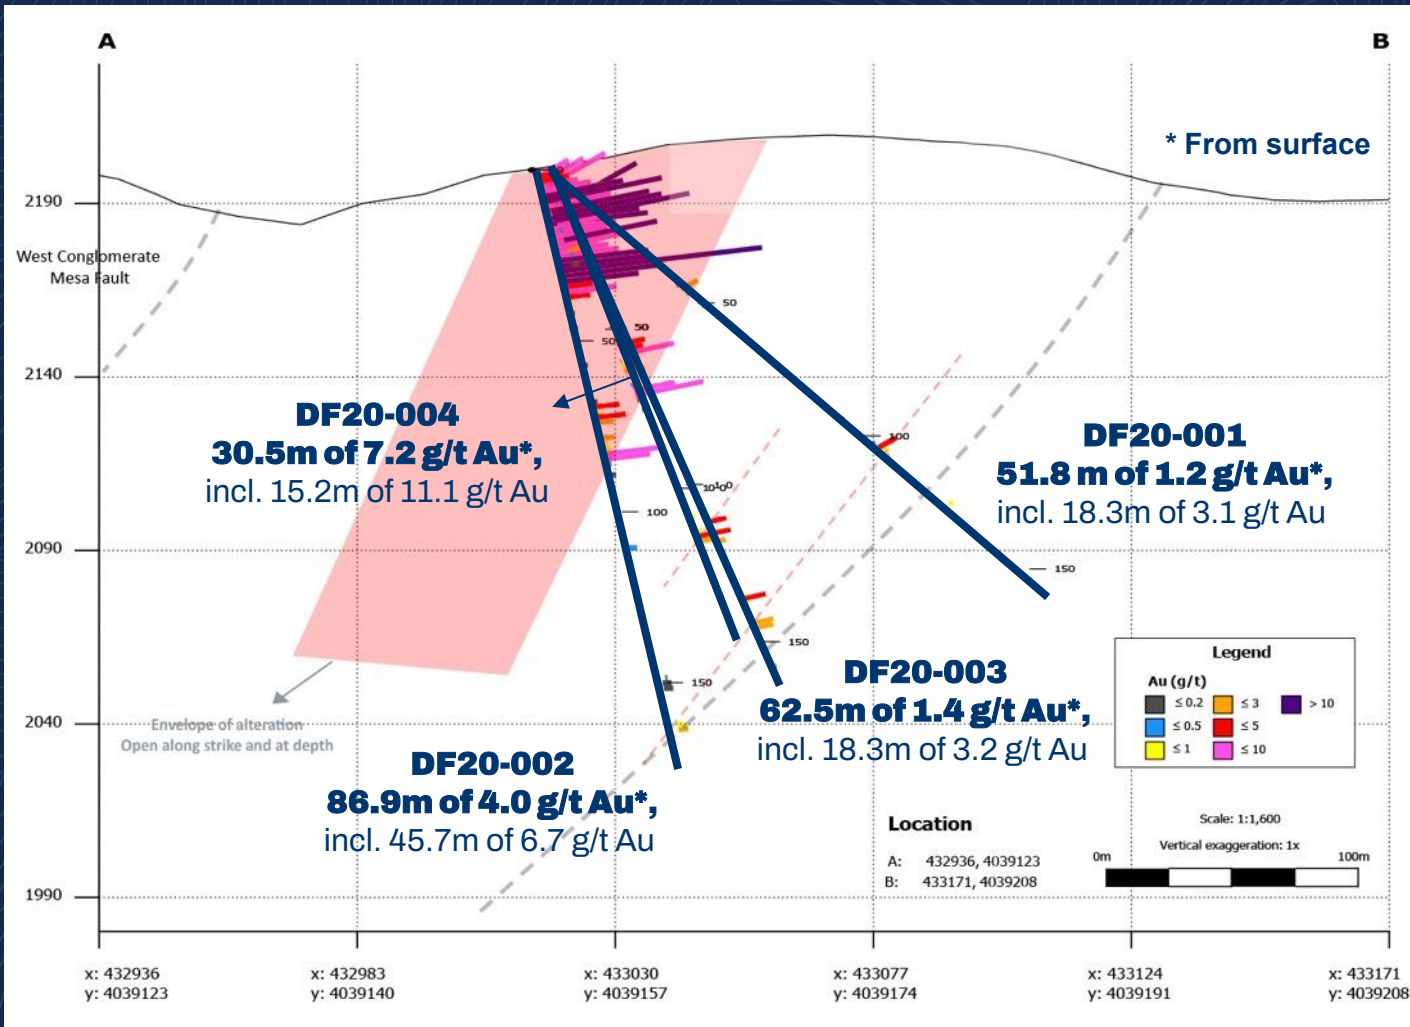 A
B
* From surface
2190
West Conglomerate
Mesa Fault
50
50
50
2140
DF20-004
30.5m of 7.2 g/t Au*,
incl. 15.2m of 11.1 g/t Au
100
DF20-001
51.8 m of 1.2 g/t Au*,
incl. 18.3m of 3.1 g/t Au
100
2090
150
150
150
DF20-003
62.5m of 1.4 g/t Au*,
incl. 18.3m of 3.2 g/t Au
Legend
Au (g/t)
≤ 0.2
≤ 3
> 10
≤ 0.5
≤ 5
≤ 1
≤ 10
2040
Envelope of alteration
Open along strike and at depth
DF20-002
86.9m of 4.0 g/t Au*,
incl. 45.7m of 6.7 g/t Au
Location
A: 432936, 4039123
B: 433171, 4039208
Scale: 1:1,600
Vertical exaggeration: 1x
0m
100m
1990
x: 432936
y: 4039123
x: 432983
y: 4039140
x: 433030
y: 4039157
x: 433077
y: 4039174
x: 433124
y: 4039191
x: 433171
y: 4039208